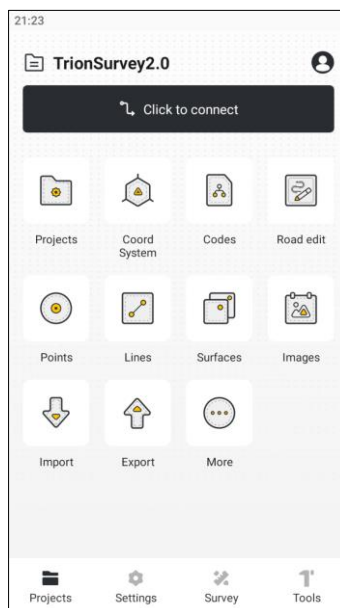 21:23
TrionSurvey2.0
Click to connect
Projects
Coord
System
Codes
Road edit
Points
Lines
Surfaces
Images
Import
Export
More
Projects
Settings
Survey
Tools